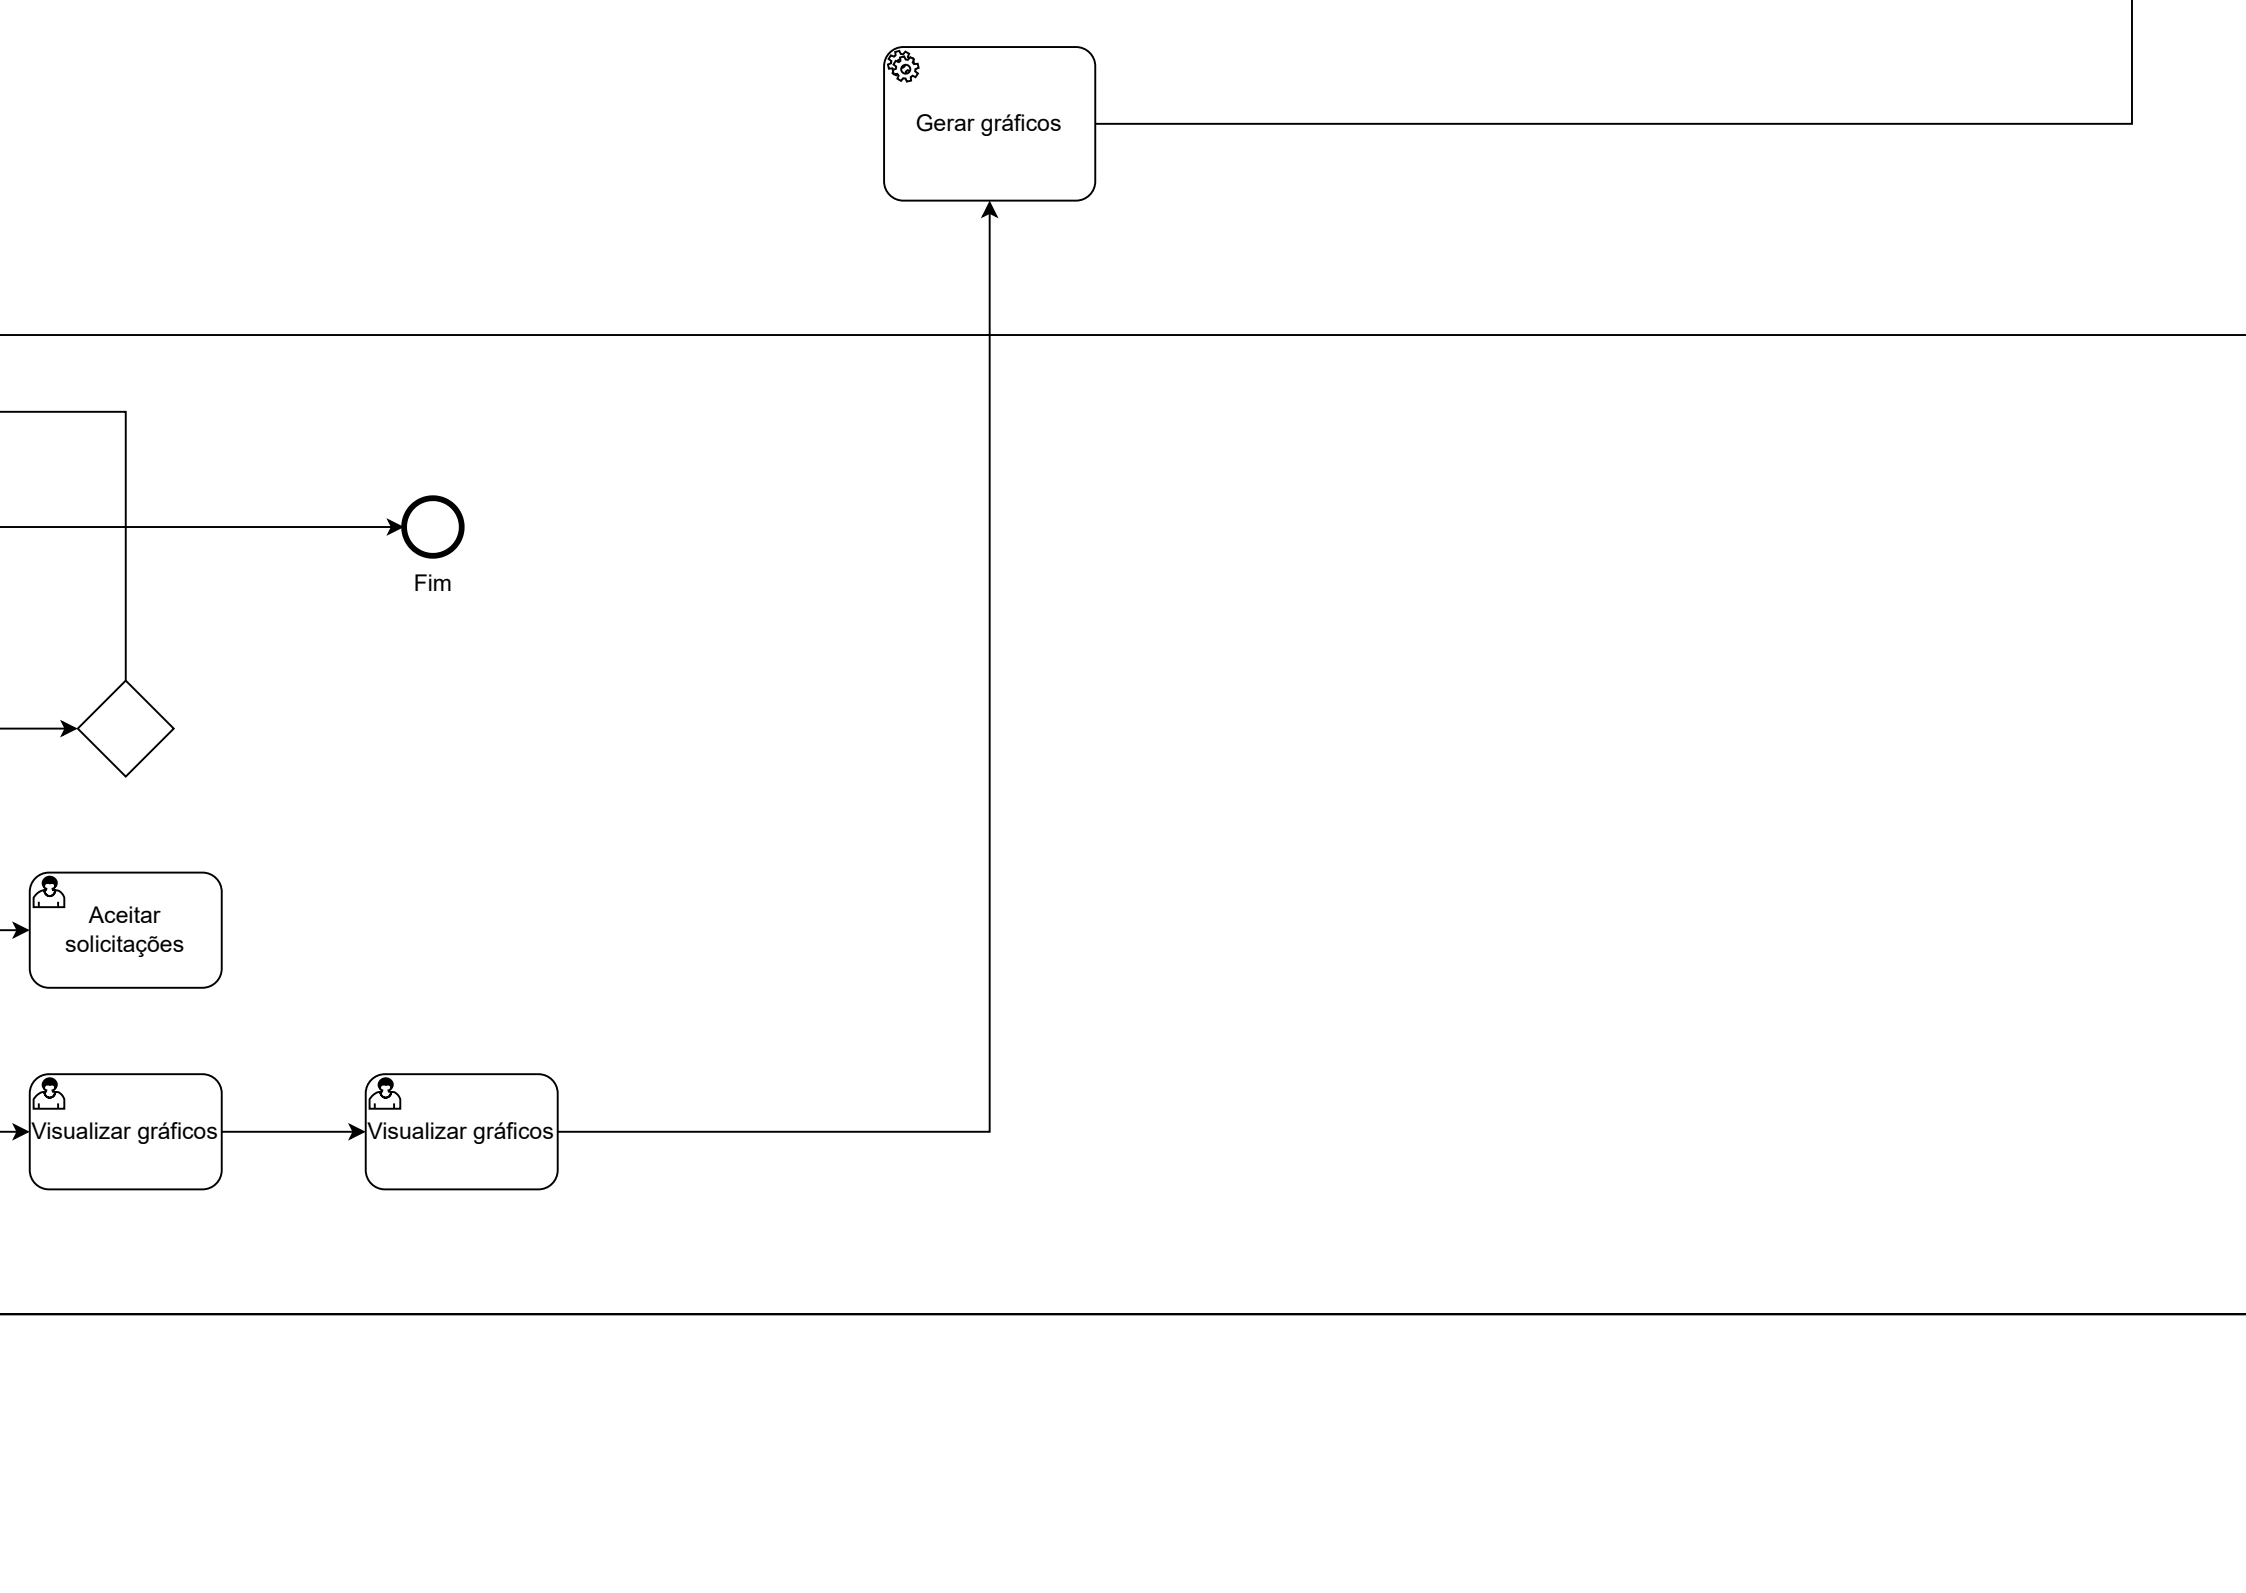 Gerar gráficos
Fim
Aceitar
solicitações
Visualizar gráficos
Visualizar gráficos